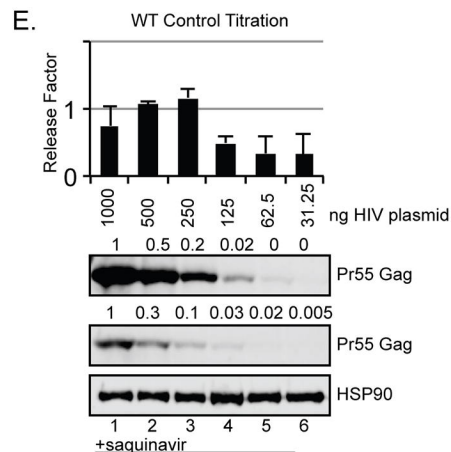 E.
WT Control Titration
Release Factor
1
0
1000 500 250 125 62.5 31.25 ng HIV plasmid
1 0.5 0.2 0.02 0 0
Pr55 Gag
1 0.3 0.1 0.03 0.02 0.005
Pr55 Gag
HSP90
1 2 3 4 5 6
+saquinavir